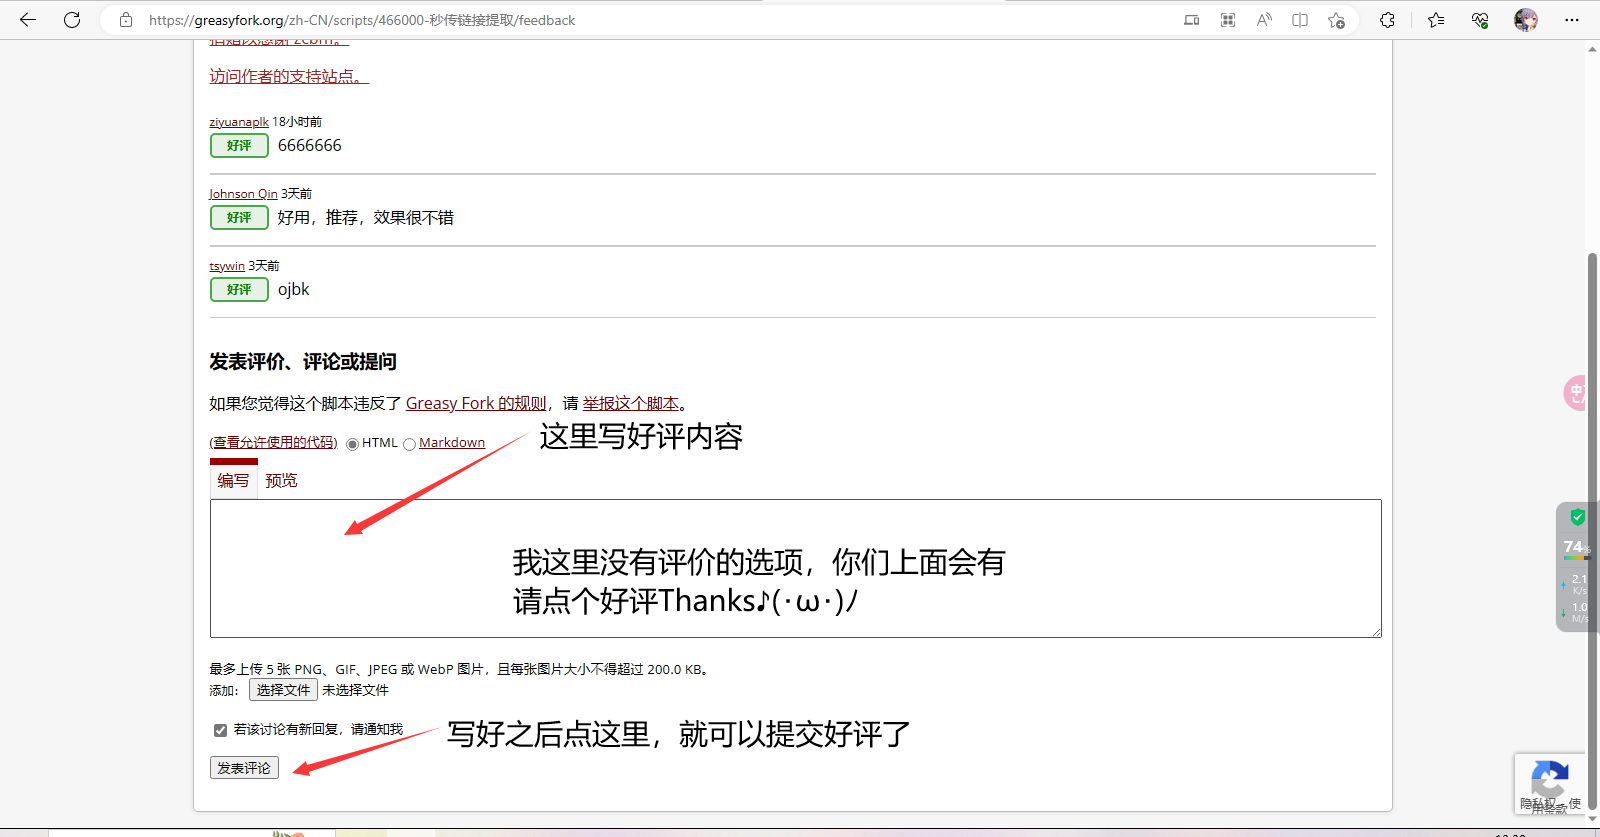 https://greasyfork.org/zh-CN/scripts/466000-秒传链接提取/feedback
访问作者的支持站点。
ziyuanaplk 18小时前
好评 6666666
Johnson Qin 3天前
好评 好用，推荐，效果很不错
tsywin 3天前
好评 ojbk
发表评价、评论或提问
如果您觉得这个脚本违反了 Greasy Fork 的规则，请 举报这个脚本。
(查看允许使用的代码) HTML Markdown
这里写好评内容
编写 预览
我这里没有评价的选项，你们上面会有
请点个好评Thanks♪(･ω･)ﾉ
最多上传 5 张 PNG、GIF、JPEG 或 WebP 图片，且每张图片大小不得超过 200.0 KB。
添加： 选择文件 未选择文件
若该讨论有新回复，请通知我
写好之后点这里，就可以提交好评了
发表评论
74%
2.1
K/s
1.0
M/s
隐私权 - 使
用条款